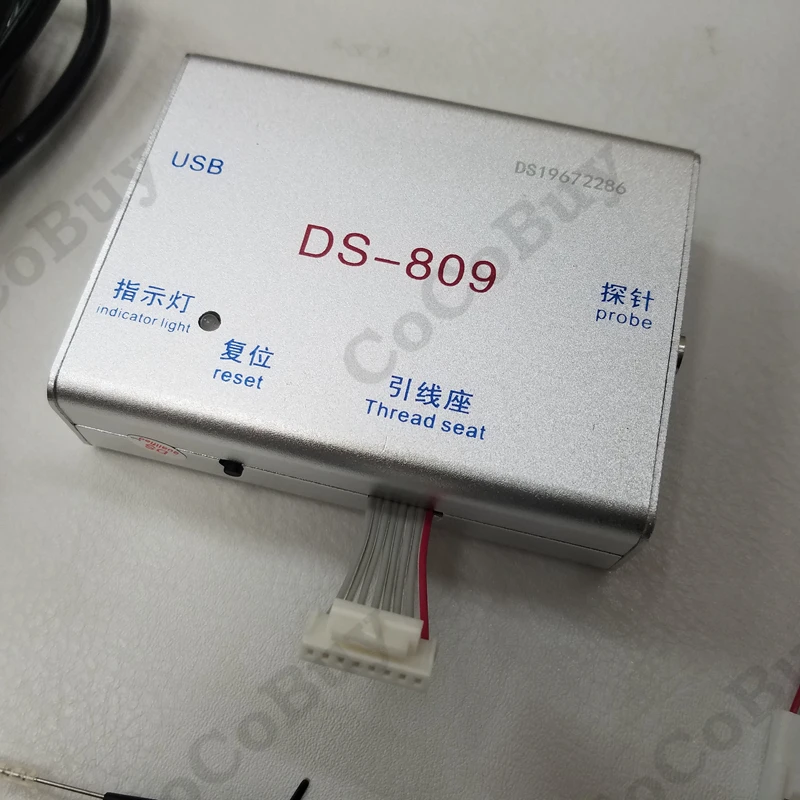 USB
DS19672286
DS-809
指示灯
indicator light
探针
probe
复位
reset
引线座
Thread seat
CoCoBuy
CoCoBuy
CoCoBuy
CoCoBuy
CoCoBuy